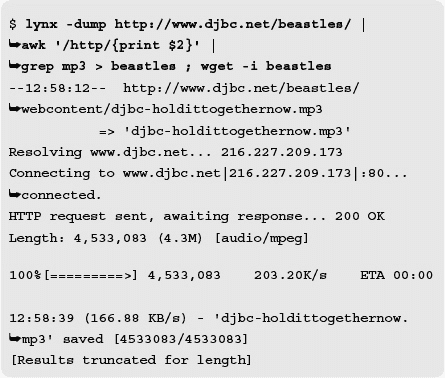 $ lynx -dump http://www.djbc.net/beastles/ |
➥awk '/http/{print $2}' |
➥grep mp3 > beastles ; wget -i beastles
--12:58:12-- http://www.djbc.net/beastles/
➥webcontent/djbc-holdittogethernow.mp3
=> 'djbc-holdittogethernow.mp3'
Resolving www.djbc.net... 216.227.209.173
Connecting to www.djbc.net|216.227.209.173|:80...
➥connected.
HTTP request sent, awaiting response... 200 OK
Length: 4,533,083 (4.3M) [audio/mpeg]
100%[=========>] 4,533,083 203.20K/s ETA 00:00
12:58:39 (166.88 KB/s) - 'djbc-holdittogethernow.
➥mp3' saved [4533083/4533083]
[Results truncated for length]